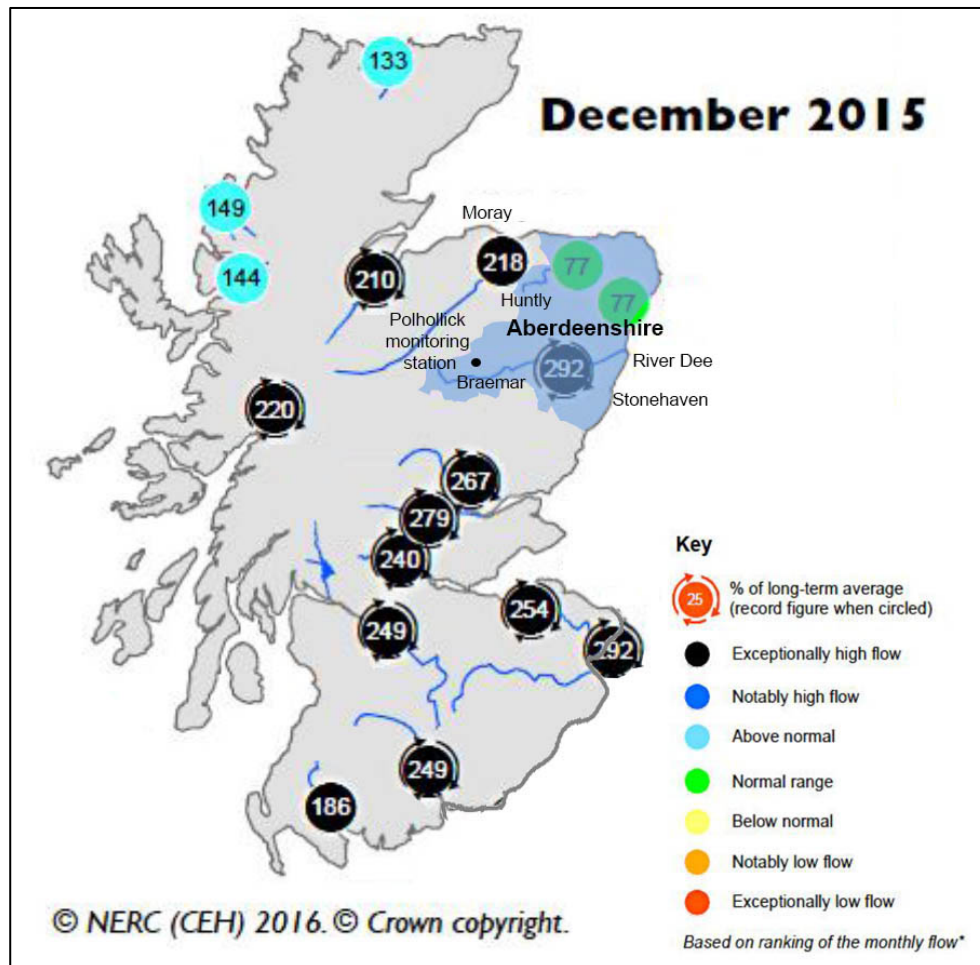 133
December 2015
149
Moray
144
210
218
77
77
Huntly
Polhollick
monitoring
station
Aberdeenshire
River Dee
Braemar
292
Stonehaven
220
267
279
240
254
249
292
249
186
Key
25
% of long-term average
(record figure when circled)
Exceptionally high flow
Notably high flow
Above normal
Normal range
Below normal
Notably low flow
Exceptionally low flow
Based on ranking of the monthly flow*
© NERC (CEH) 2016. © Crown copyright.